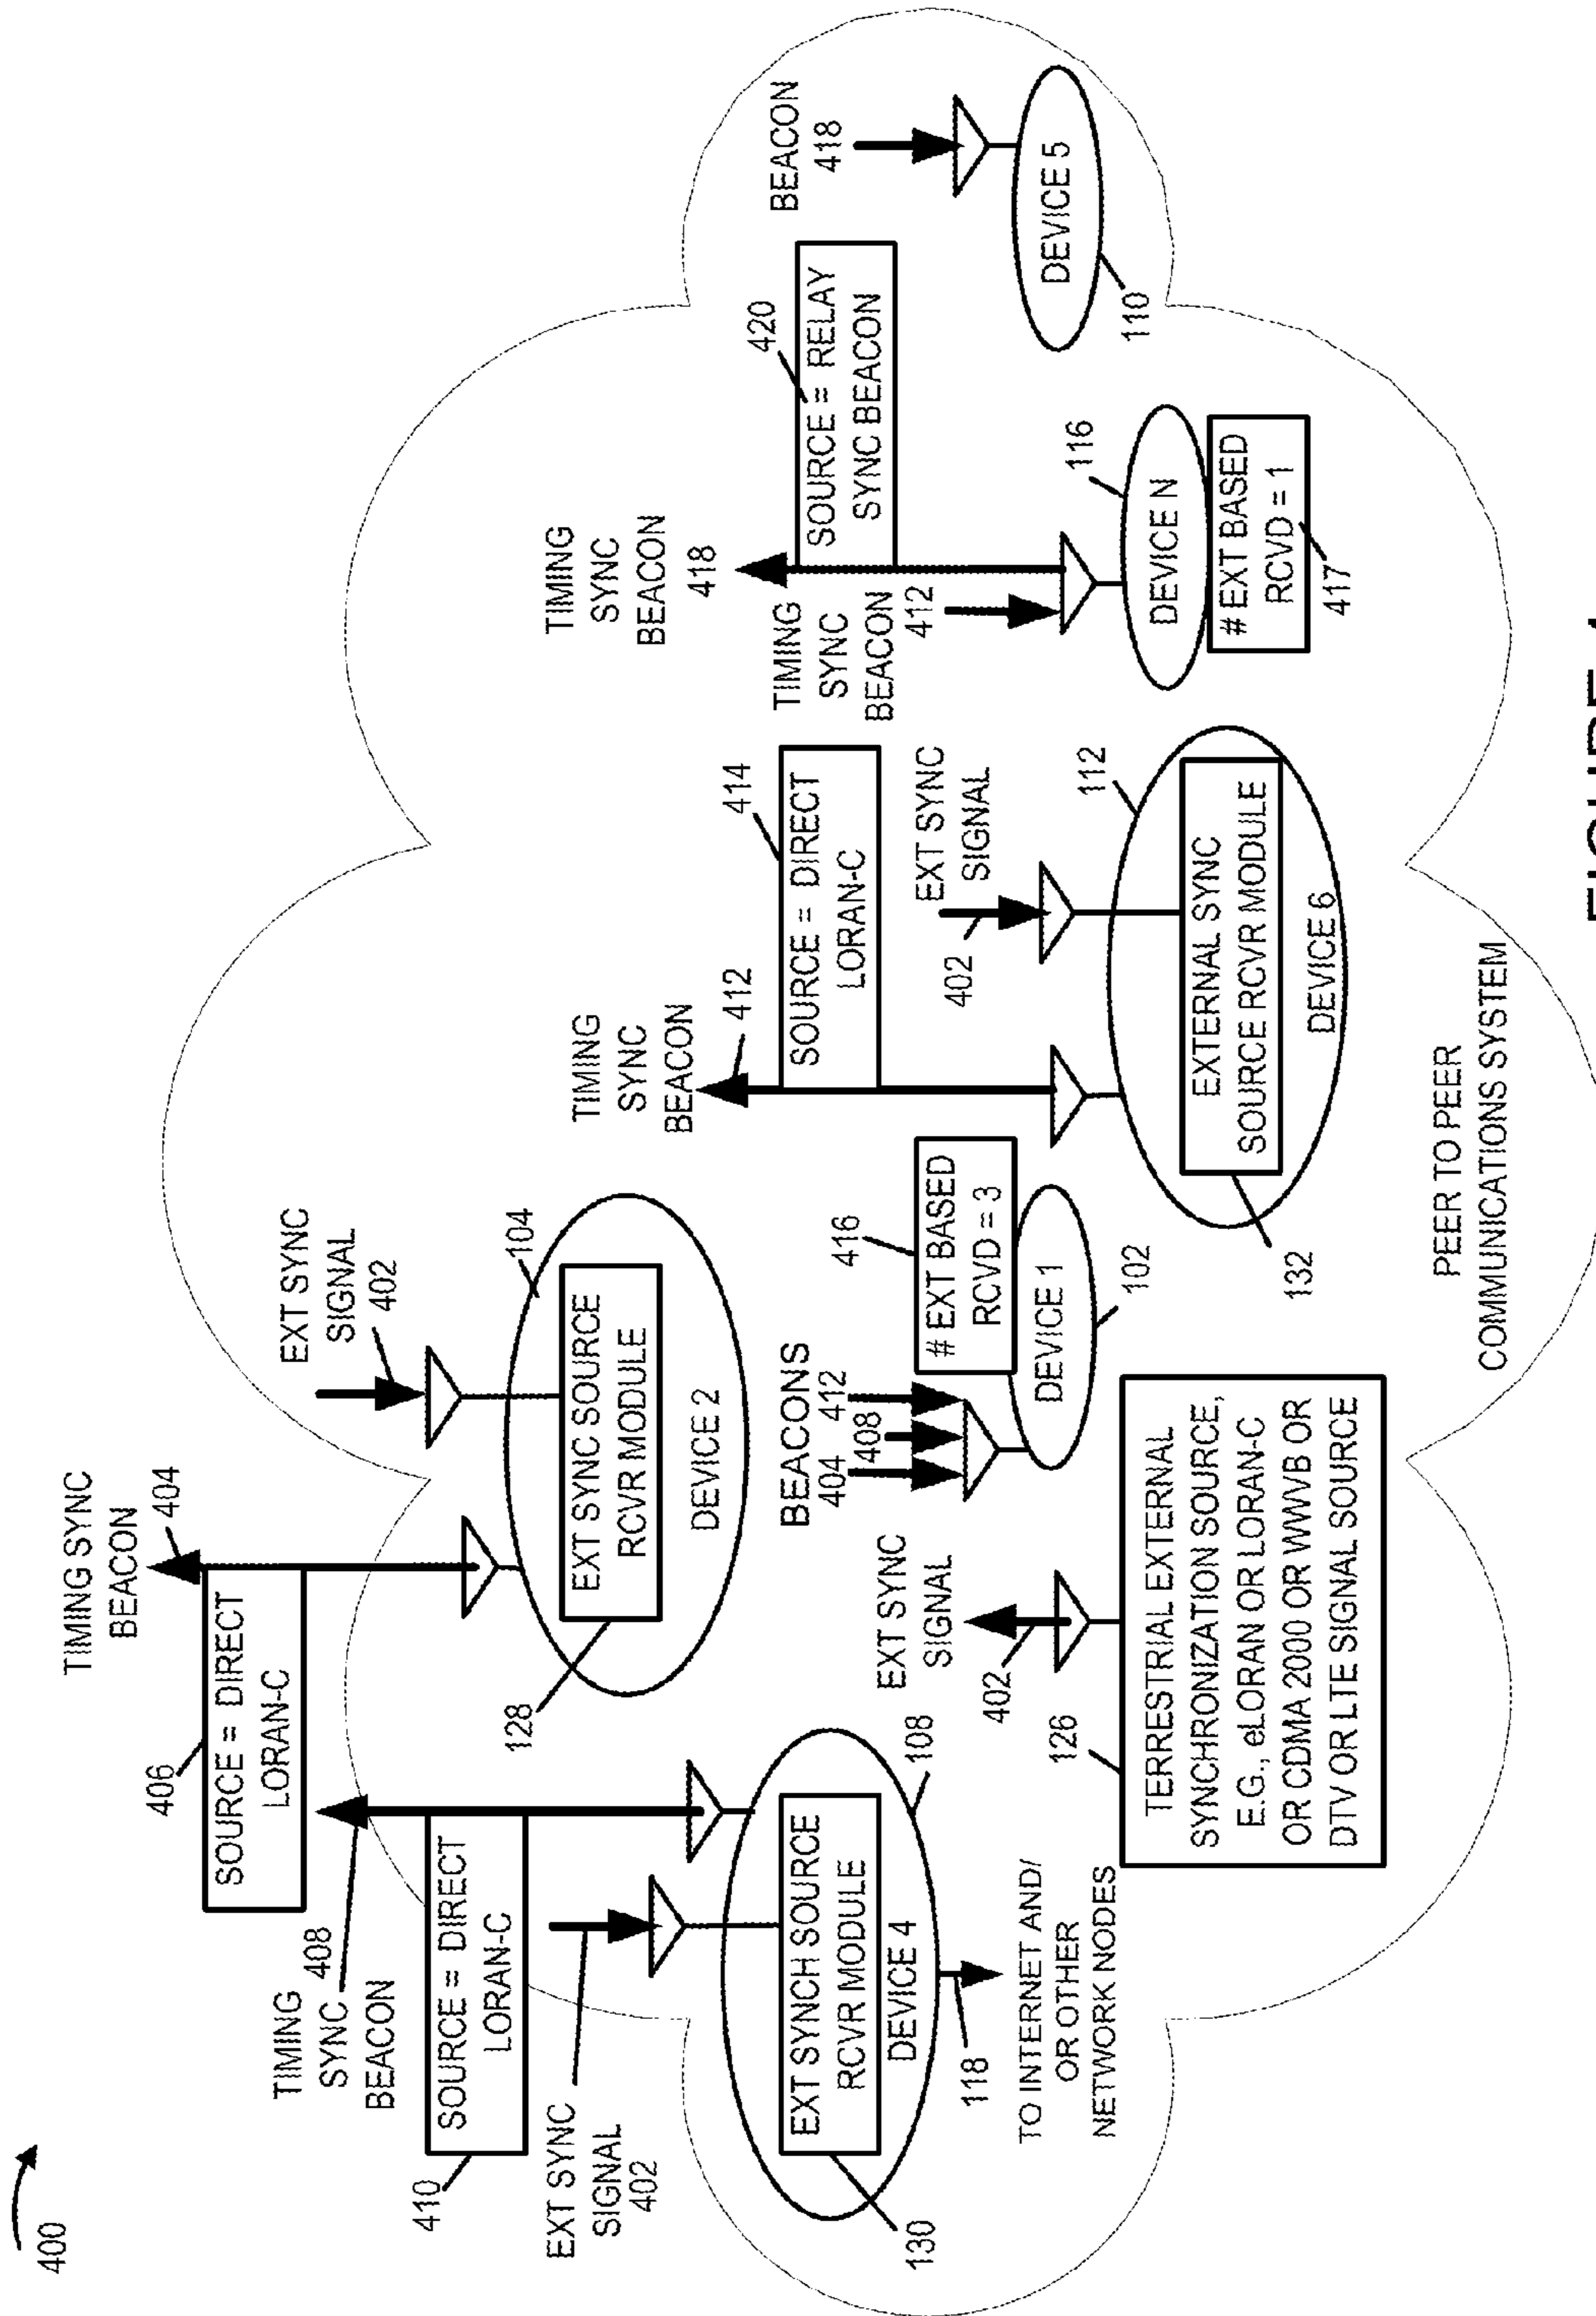 400
TIMING SYNC
BEACON
404
406
SOURCE = DIRECT
LORAN-C
TIMING
SYNC 408
BEACON
410
SOURCE = DIRECT
LORAN-C
EXT SYNC
SIGNAL
402
EXT SYNC
SIGNAL
402
104
EXT SYNC SOURCE
RCVR MODULE
DEVICE 2
128
EXT SYNCH SOURCE
RCVR MODULE
DEVICE 4
108
130
118
TO INTERNET AND/
OR OTHER
NETWORK NODES
EXT SYNC
SIGNAL
402
126
TERRESTRIAL EXTERNAL
SYNCHRONIZATION SOURCE,
E.G., eLORAN OR LORAN-C
OR CDMA 2000 OR WWVB OR
DTV OR LTE SIGNAL SOURCE
BEACONS
404
408
412
416
# EXT BASED
RCVD = 3
DEVICE 1
102
TIMING
SYNC
BEACON
412
414
SOURCE = DIRECT
LORAN-C
EXT SYNC
SIGNAL
402
112
EXTERNAL SYNC
SOURCE RCVR MODULE
DEVICE 6
132
TIMING
SYNC
BEACON
418
420
SOURCE = RELAY
SYNC BEACON
TIMING
SYNC
BEACON
412
116
DEVICE N
# EXT BASED
RCVD = 1
417
BEACON
418
DEVICE 5
110
PEER TO PEER
COMMUNICATIONS SYSTEM